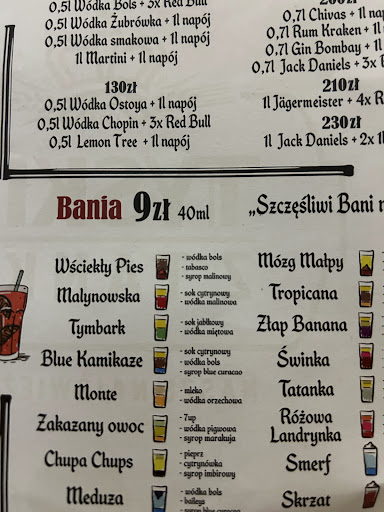 0,5l Wódka Bols + 3x Red Bull
0,5l Wódka Żubrówka + 1l napój
0,5l Wódka smakowa + 1l napój
1l Martini + 1l napój
130zł
0,5l Wódka Ostoya + 1l napój
0,5l Wódka Chopin + 3x Red Bull
0,5l Lemon Tree + 1l napój
0,7l Chivas + 1l
0,7l Rum Kraken + 1l
0,7l Gin Bombay + 1l
0,7l Jack Daniels + 3x
210zł
1l Jägermeister + 4x R
230zł
1l Jack Daniels + 2x 1l
Bania 9zł 40ml
„Szczęśliwi Bani
Wściekły Pies
- wódka bols
- tabasco
- syrop malinowy
Malynowska
- sok cytrynowy
- wódka malinowa
Tymbark
- sok jabłkowy
- wódka miętowa
Blue Kamikaze
- sok cytrynowy
- wódka bols
- syrop blue curacao
Monte
- mleko
- wódka orzechowa
Zakazany owoc
- 7up
- wódka pigwowa
- syrop marakuja
Chupa Chups
- pieprz
- cytrynówka
- syrop imbirowy
Meduza
- wódka bols
- baileys
- syrop blue curacao
Mózg Małpy
Tropicana
Złap Banana
Świnka
Tatanka
Różowa
Landrynka
Smerf
Skrzat